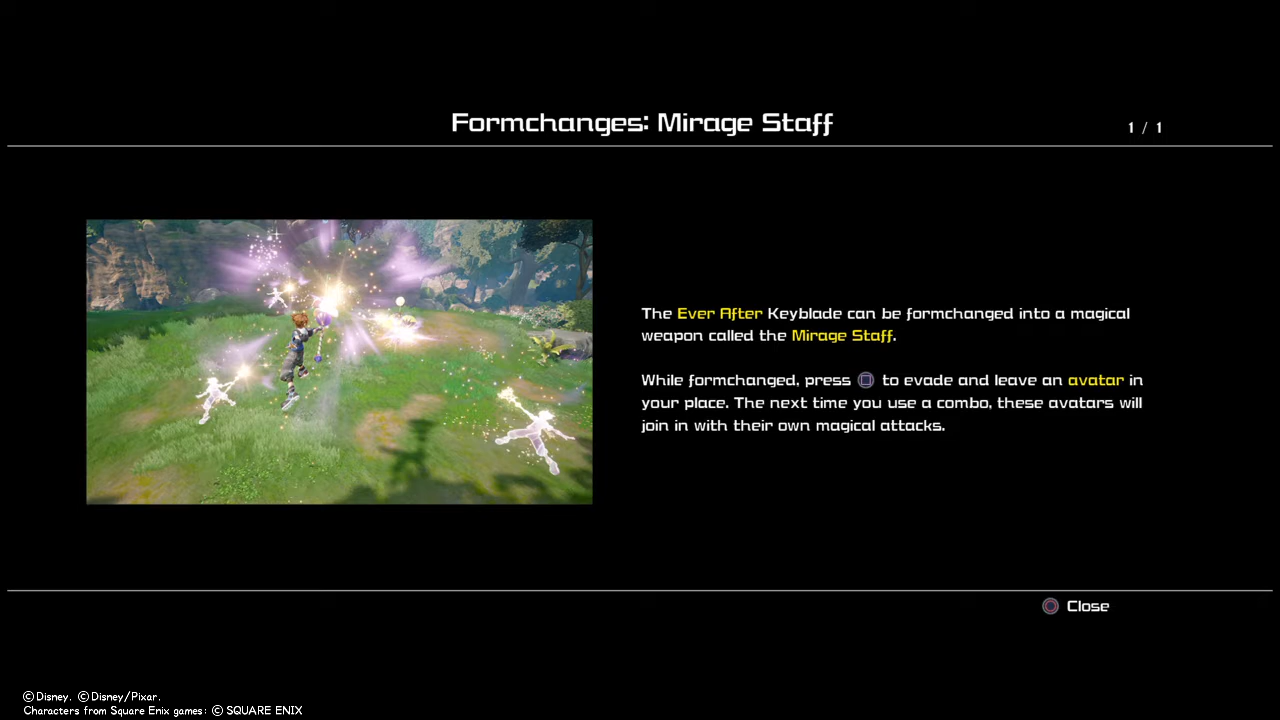 Formchanges: Mirage Staff
1 / 1
The Ever After Keyblade can be formchanged into a magical
weapon called the Mirage Staff.
While formchanged, press to evade and leave an avatar in
your place. The next time you use a combo, these avatars will
join in with their own magical attacks.
Close
©Disney. ©Disney/Pixar.
Characters from Square Enix games: © SQUARE ENIX